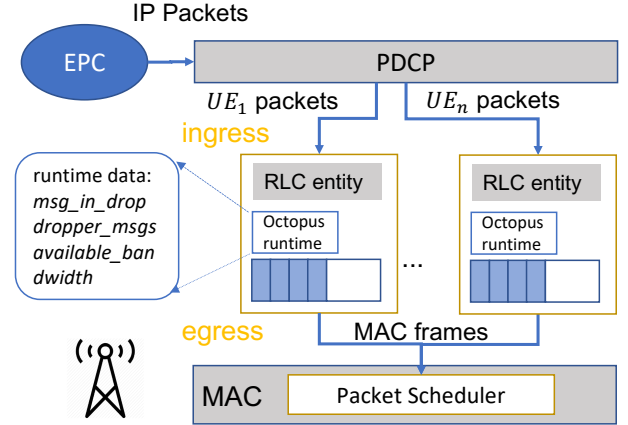 IP Packets
EPC
PDCP
UE₁ packets
UEₙ packets
ingress
runtime data:
msg_in_drop
dropper_msgs
available_ban
dwidth
RLC entity
Octopus
runtime
...
RLC entity
Octopus
runtime
egress
MAC frames
MAC
Packet Scheduler